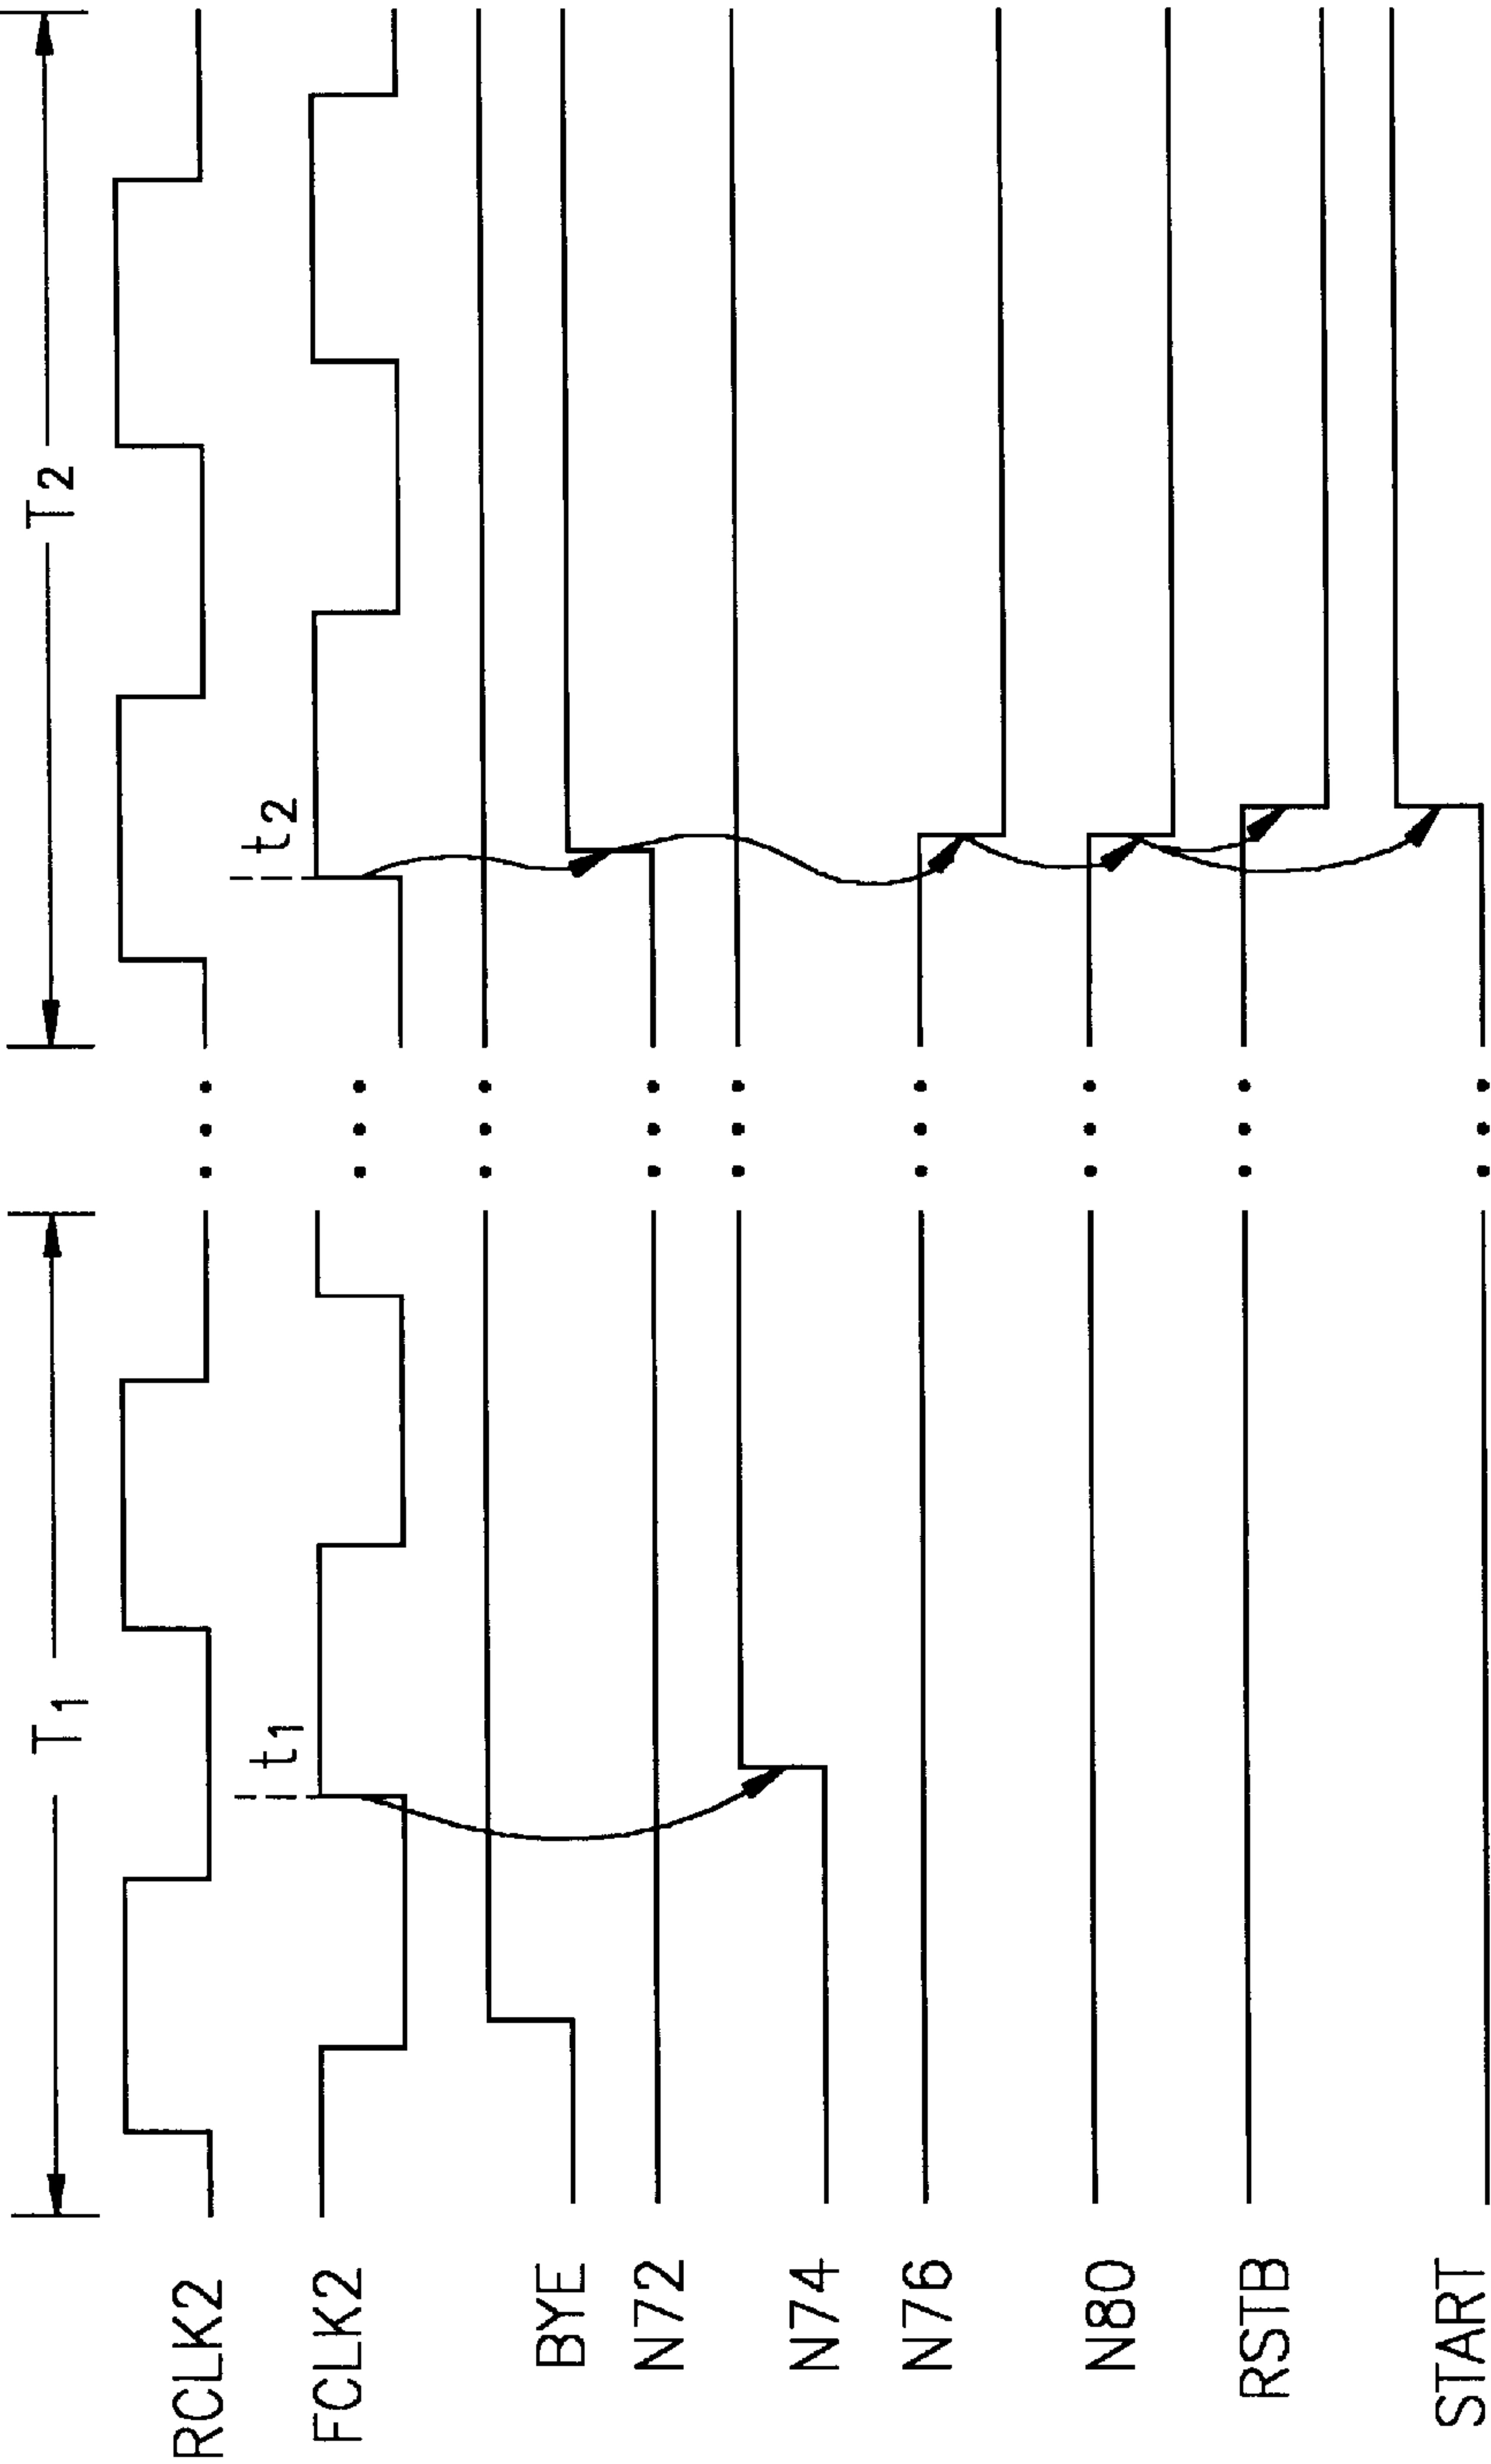 T1
T2
RCLK2
t1
t2
FCLK2
BYE
N72
N74
N76
N80
RSTB
START